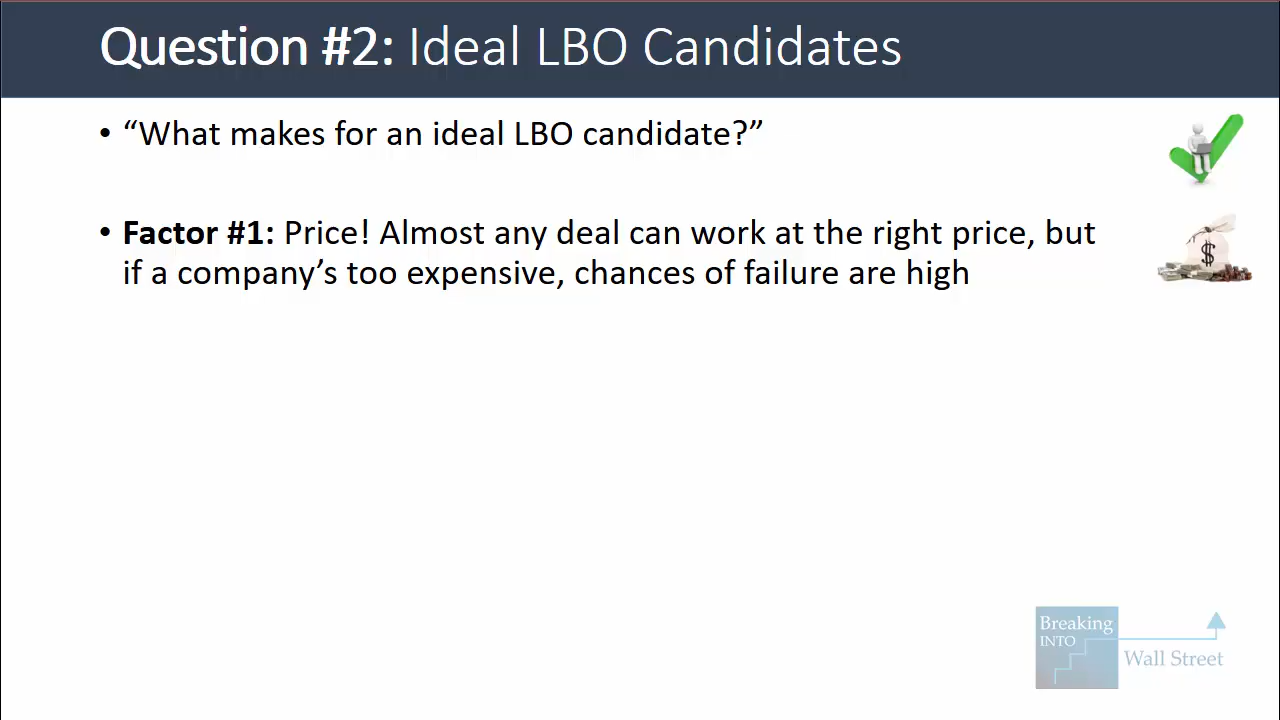 Question #2: Ideal LBO Candidates
• “What makes for an ideal LBO candidate?”
• Factor #1: Price! Almost any deal can work at the right price, but
if a company’s too expensive, chances of failure are high
$
Breaking
INTO
Wall Street